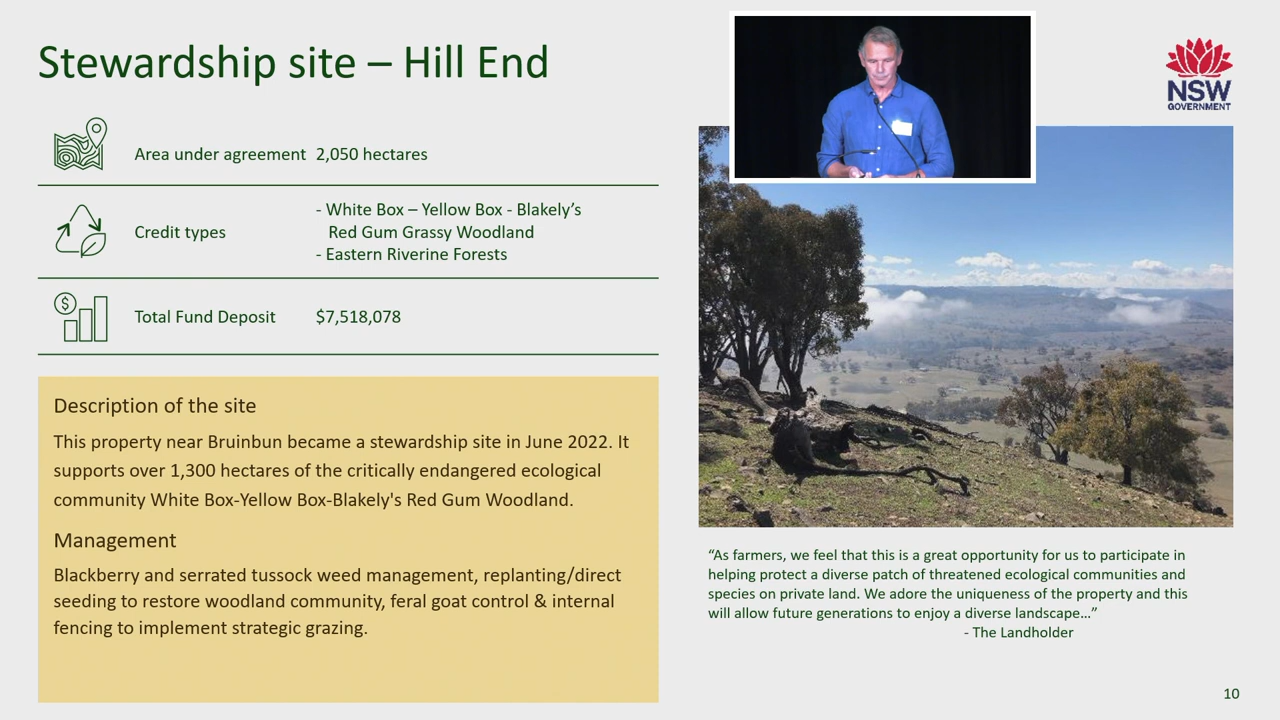 Stewardship site – Hill End
NSW
GOVERNMENT
Area under agreement 2,050 hectares
Credit types
- White Box – Yellow Box - Blakely’s
Red Gum Grassy Woodland
- Eastern Riverine Forests
$
Total Fund Deposit $7,518,078
Description of the site
This property near Bruinbun became a stewardship site in June 2022. It
supports over 1,300 hectares of the critically endangered ecological
community White Box-Yellow Box-Blakely's Red Gum Woodland.
Management
Blackberry and serrated tussock weed management, replanting/direct
seeding to restore woodland community, feral goat control & internal
fencing to implement strategic grazing.
“As farmers, we feel that this is a great opportunity for us to participate in
helping protect a diverse patch of threatened ecological communities and
species on private land. We adore the uniqueness of the property and this
will allow future generations to enjoy a diverse landscape…”
- The Landholder
10